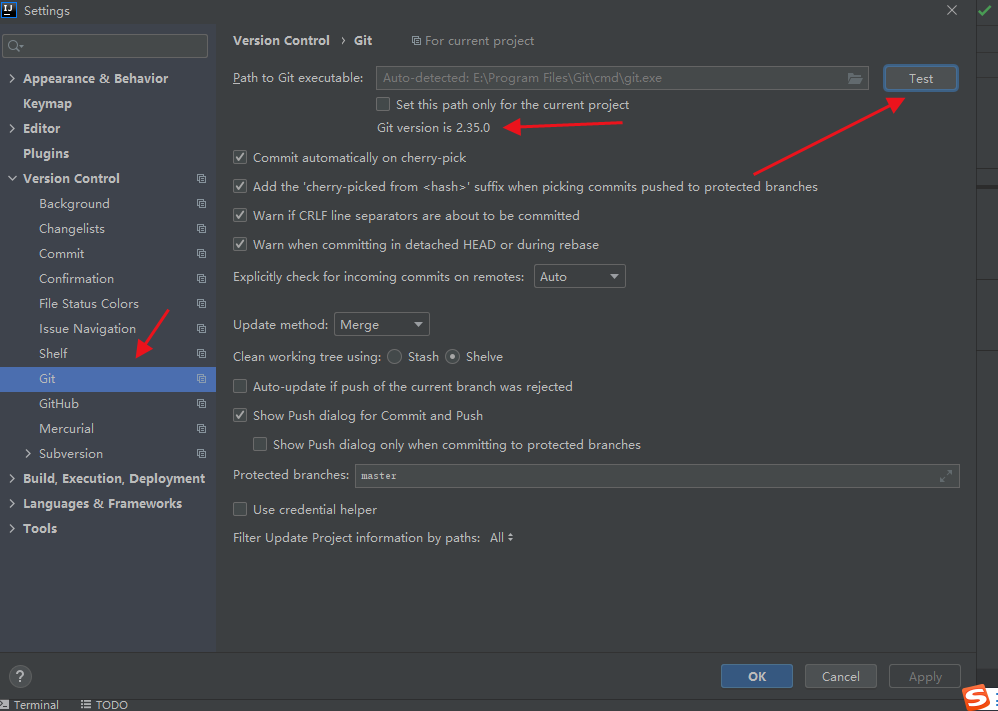 IJ
Settings
Appearance & Behavior
Keymap
Editor
Plugins
Version Control
Background
Changelists
Commit
Confirmation
File Status Colors
Issue Navigation
Shelf
Git
GitHub
Mercurial
Subversion
Build, Execution, Deployment
Languages & Frameworks
Tools
Version Control › Git
For current project
Path to Git executable:
Auto-detected: E:\Program Files\Git\cmd\git.exe
Test
Set this path only for the current project
Git version is 2.35.0
Commit automatically on cherry-pick
Add the 'cherry-picked from <hash>' suffix when picking commits pushed to protected branches
Warn if CRLF line separators are about to be committed
Warn when committing in detached HEAD or during rebase
Explicitly check for incoming commits on remotes: Auto
Update method: Merge
Clean working tree using: Stash Shelve
Auto-update if push of the current branch was rejected
Show Push dialog for Commit and Push
Show Push dialog only when committing to protected branches
Protected branches: master
Use credential helper
Filter Update Project information by paths: All
?
OK
Cancel
Apply
Terminal
TODO
S